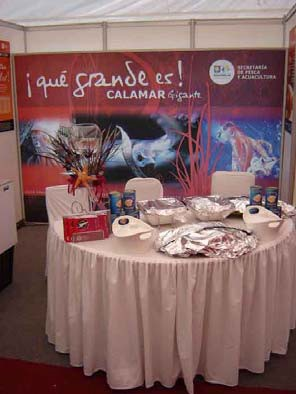 ¡qué grande es!
CALAMAR Gigante
SECRETARÍA
DE PESCA
Y ACUACULTURA